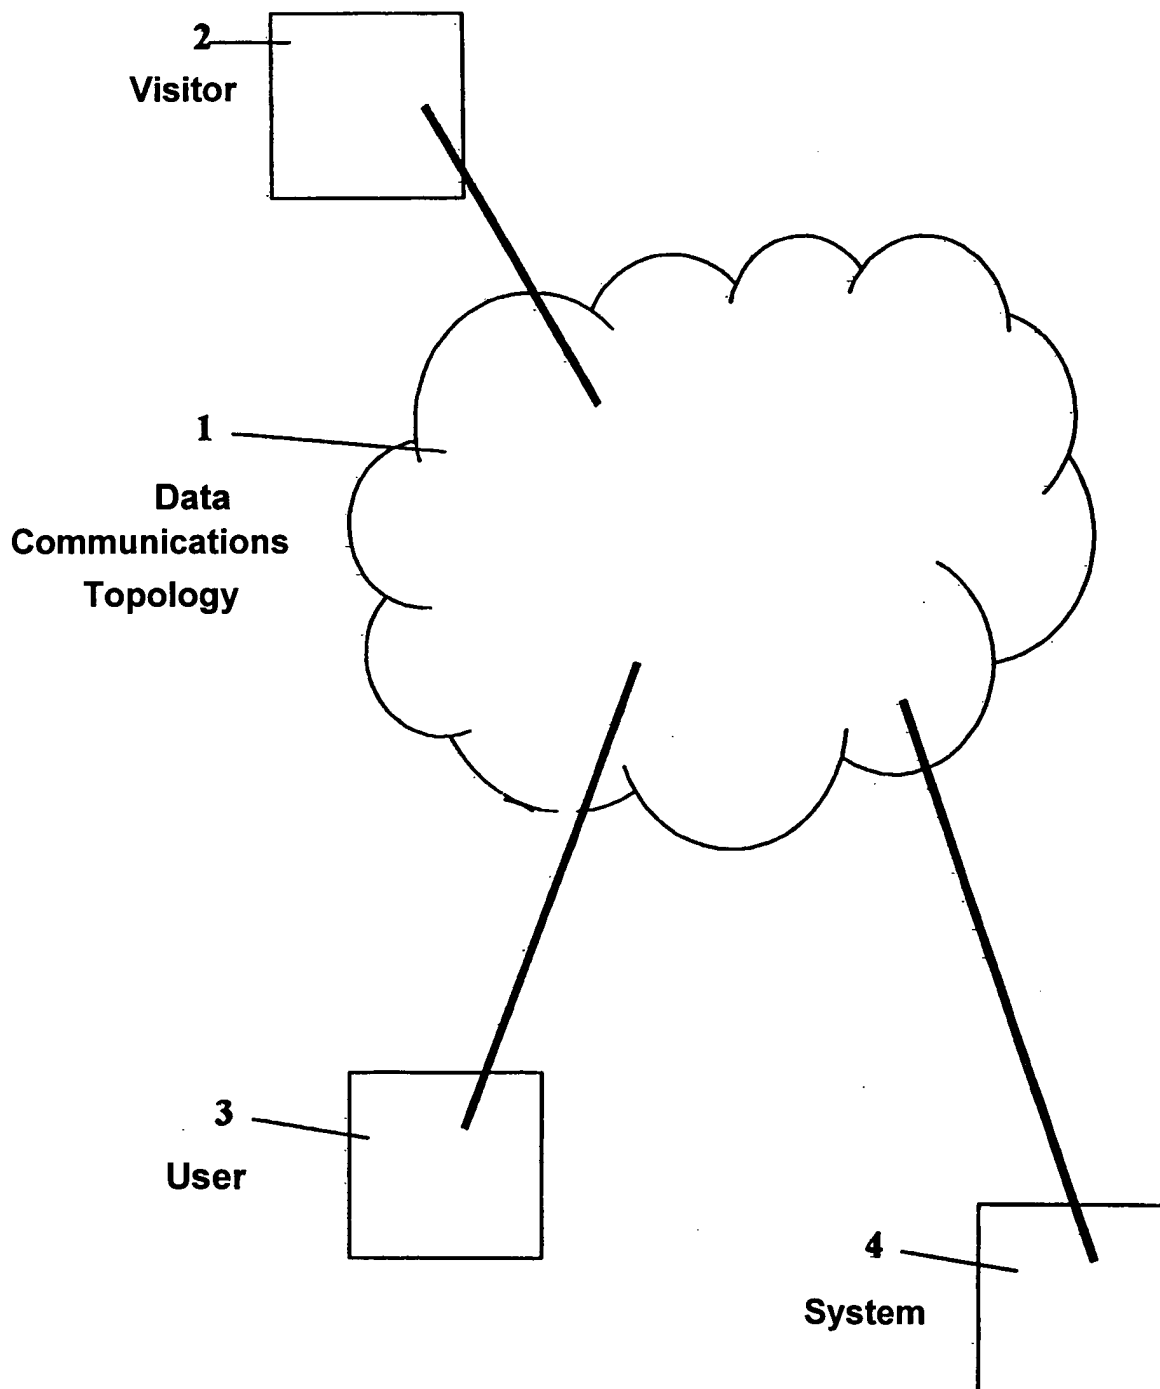 2
Visitor
1
Data
Communications
Topology
3
User
4
System